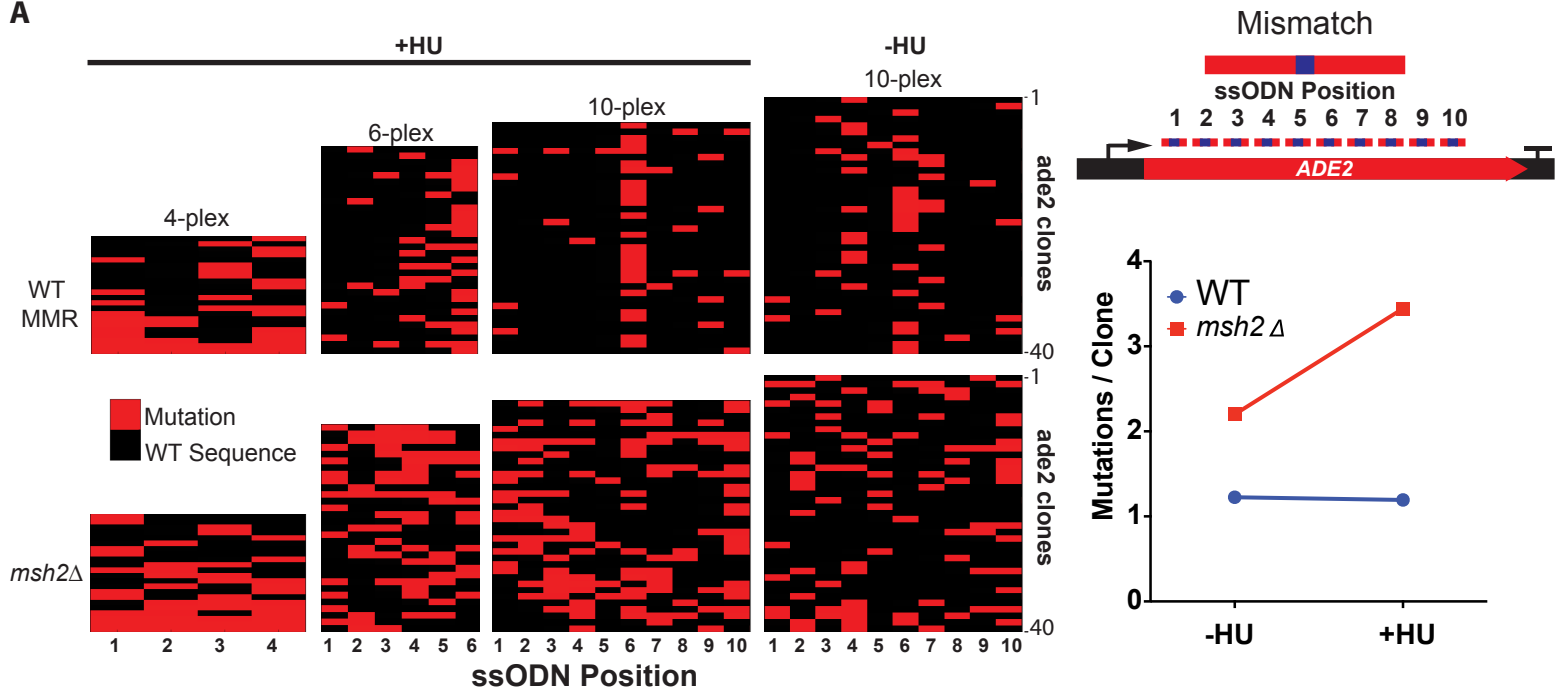 A
+HU
-HU
4-plex
6-plex
10-plex
10-plex
WT
MMR
-1
ade2 clones
-40
Mutation
WT Sequence
msh2Δ
-1
ade2 clones
-40
1 2 3 4
1 2 3 4 5 6
1 2 3 4 5 6 7 8 9 10
1 2 3 4 5 6 7 8 9 10
ssODN Position
Mismatch
ssODN Position
1 2 3 4 5 6 7 8 9 10
ADE2
Mutations / Clone
4
3
2
1
0
WT
msh2 Δ
-HU
+HU